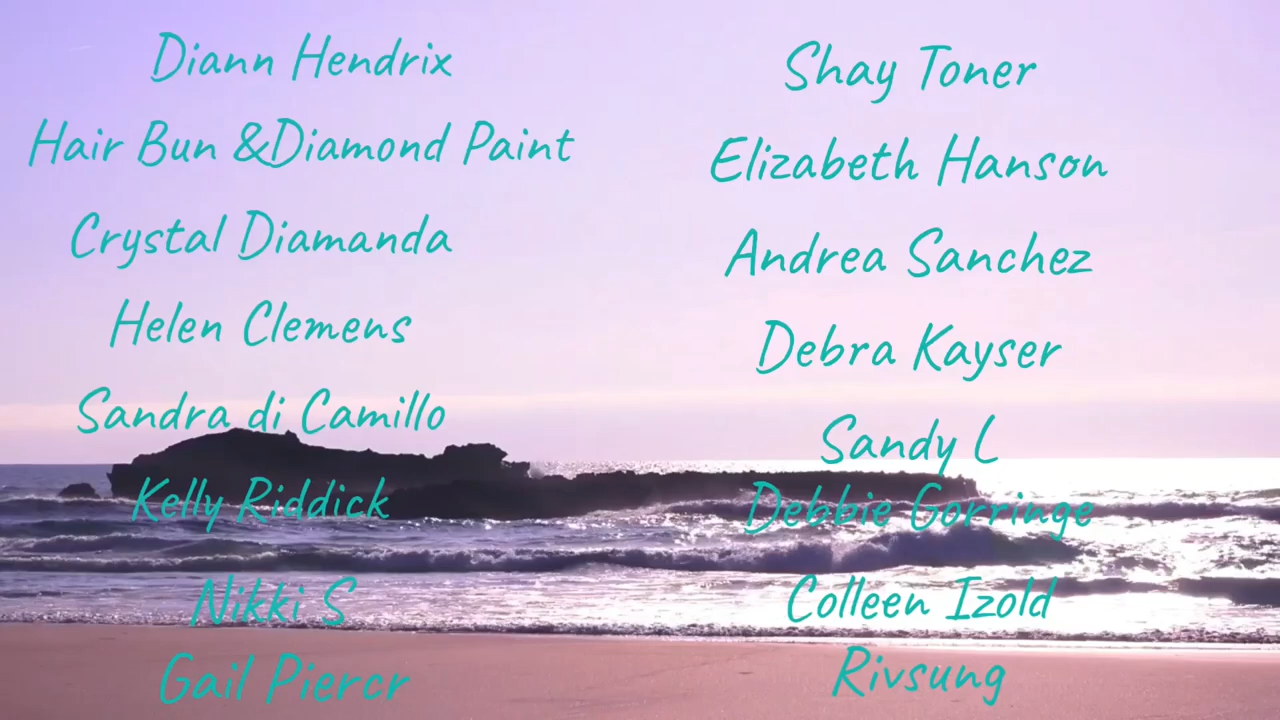 Diann Hendrix
Hair Bun &Diamond Paint
Crystal Diamanda
Helen Clemens
Sandra di Camillo
Kelly Riddick
Nikki S
Gail Piercr
Shay Toner
Elizabeth Hanson
Andrea Sanchez
Debra Kayser
Sandy L
Debbie Gorringe
Colleen Izold
Rivsung